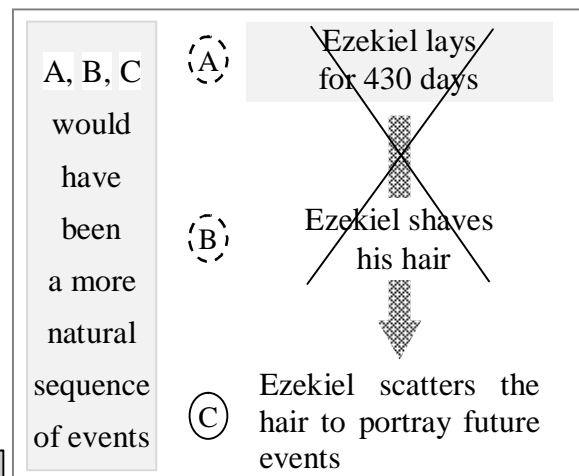 A, B, C
would
have
been
a more
natural
sequence
of events
A
Ezekiel lays
for 430 days
B
Ezekiel shaves
his hair
C
Ezekiel scatters the
hair to portray future
events